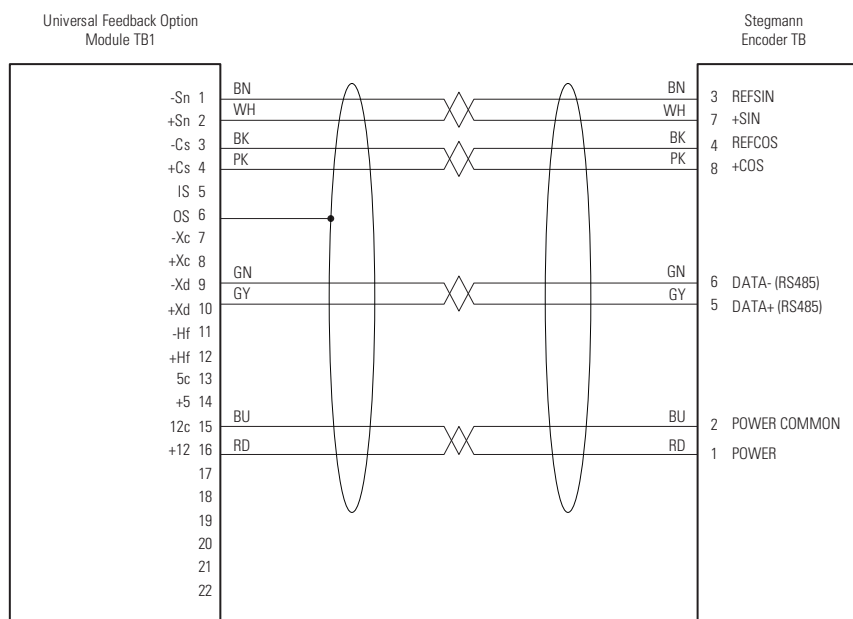 Universal Feedback Option
Module TB1
Stegmann
Encoder TB
-Sn 1 BN BN 3 REFSIN
+Sn 2 WH WH 7 +SIN
-Cs 3 BK BK 4 REFCOS
+Cs 4 PK PK 8 +COS
IS 5
OS 6
-Xc 7
+Xc 8
-Xd 9 GN GN 6 DATA- (RS485)
+Xd 10 GY GY 5 DATA+ (RS485)
-Hf 11
+Hf 12
5c 13
+5 14
12c 15 BU BU 2 POWER COMMON
+12 16 RD RD 1 POWER
17
18
19
20
21
22